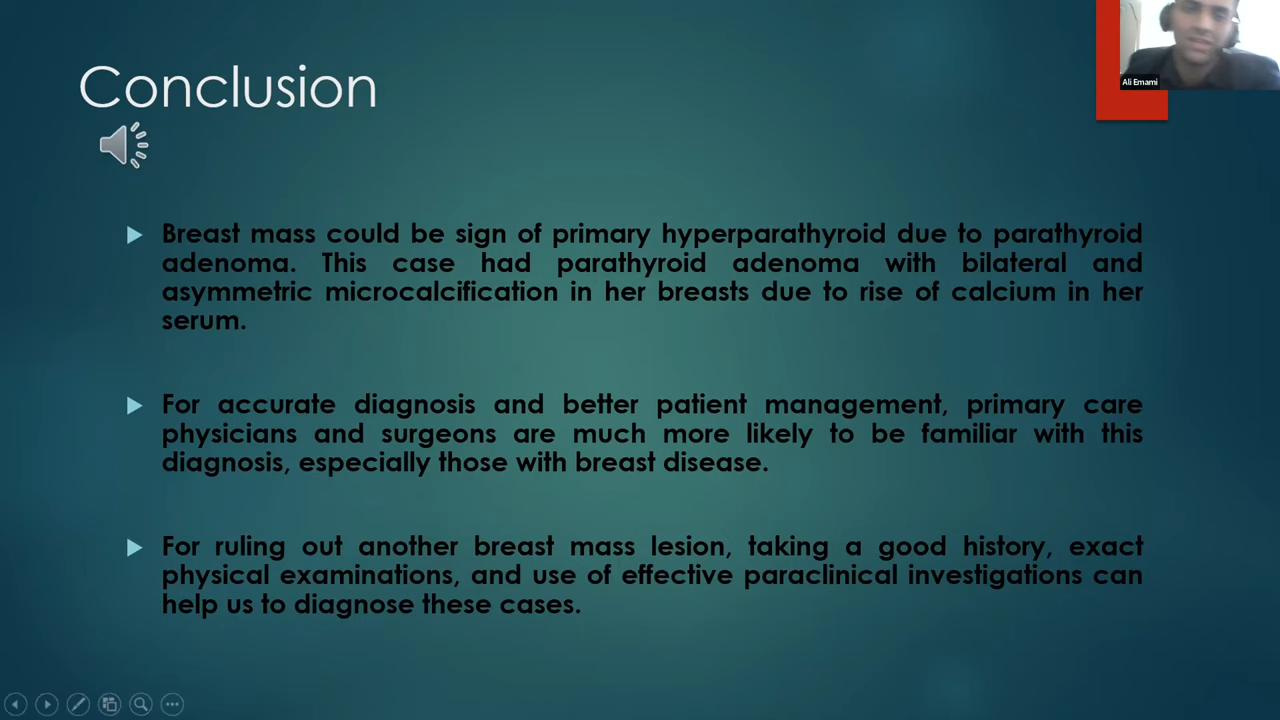 Conclusion
Ali Emami
Breast mass could be sign of primary hyperparathyroid due to parathyroid
adenoma. This case had parathyroid adenoma with bilateral and
asymmetric microcalcification in her breasts due to rise of calcium in her
serum.
For accurate diagnosis and better patient management, primary care
physicians and surgeons are much more likely to be familiar with this
diagnosis, especially those with breast disease.
For ruling out another breast mass lesion, taking a good history, exact
physical examinations, and use of effective paraclinical investigations can
help us to diagnose these cases.